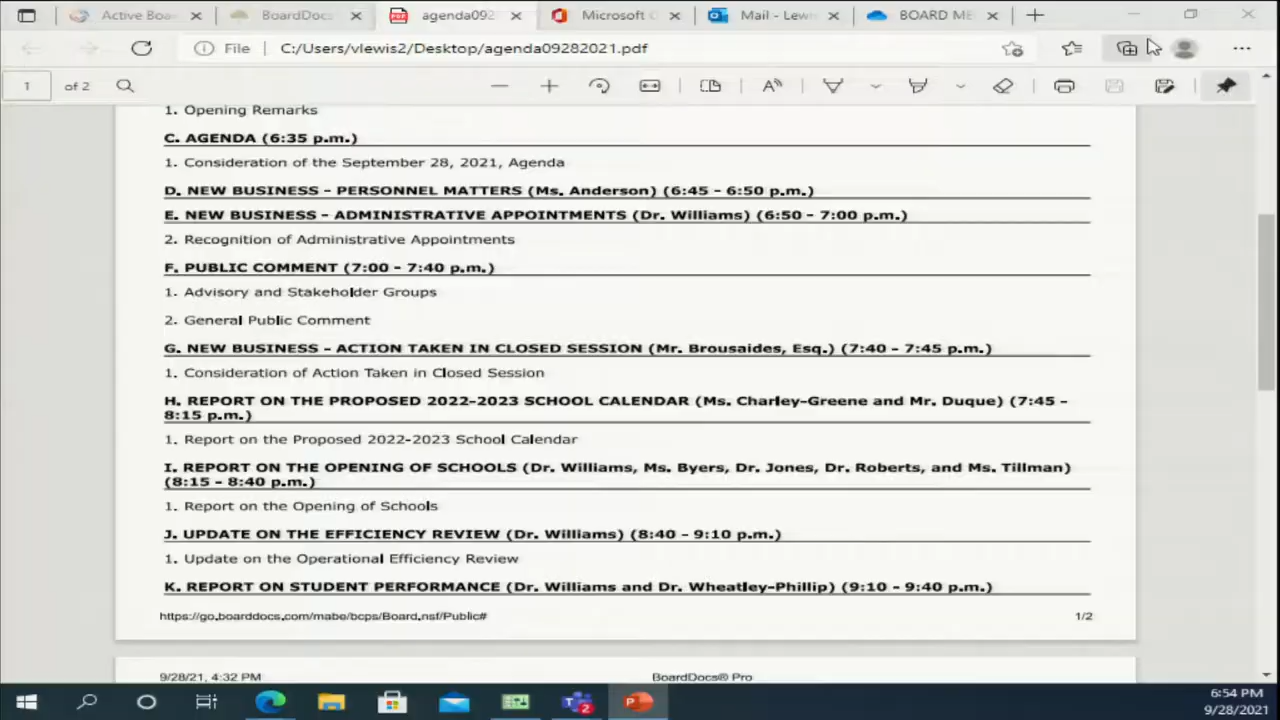 Active Boa
BoardDocs
agenda092
Microsoft O
Mail - Lewi
BOARD ME
File
C:/Users/vlewis2/Desktop/agenda09282021.pdf
1
of 2
1. Opening Remarks
C. AGENDA (6:35 p.m.)
1. Consideration of the September 28, 2021, Agenda
D. NEW BUSINESS - PERSONNEL MATTERS (Ms. Anderson) (6:45 - 6:50 p.m.)
E. NEW BUSINESS - ADMINISTRATIVE APPOINTMENTS (Dr. Williams) (6:50 - 7:00 p.m.)
2. Recognition of Administrative Appointments
F. PUBLIC COMMENT (7:00 - 7:40 p.m.)
1. Advisory and Stakeholder Groups
2. General Public Comment
G. NEW BUSINESS - ACTION TAKEN IN CLOSED SESSION (Mr. Brousaides, Esq.) (7:40 - 7:45 p.m.)
1. Consideration of Action Taken in Closed Session
H. REPORT ON THE PROPOSED 2022-2023 SCHOOL CALENDAR (Ms. Charley-Greene and Mr. Duque) (7:45 -
8:15 p.m.)
1. Report on the Proposed 2022-2023 School Calendar
I. REPORT ON THE OPENING OF SCHOOLS (Dr. Williams, Ms. Byers, Dr. Jones, Dr. Roberts, and Ms. Tillman)
(8:15 - 8:40 p.m.)
1. Report on the Opening of Schools
J. UPDATE ON THE EFFICIENCY REVIEW (Dr. Williams) (8:40 - 9:10 p.m.)
1. Update on the Operational Efficiency Review
K. REPORT ON STUDENT PERFORMANCE (Dr. Williams and Dr. Wheatley-Phillip) (9:10 - 9:40 p.m.)
https://go.boarddocs.com/mabe/bcps/Board.nsf/Public#
1/2
9/28/21, 4:32 PM
BoardDocs® Pro
6:54 PM
9/28/2021